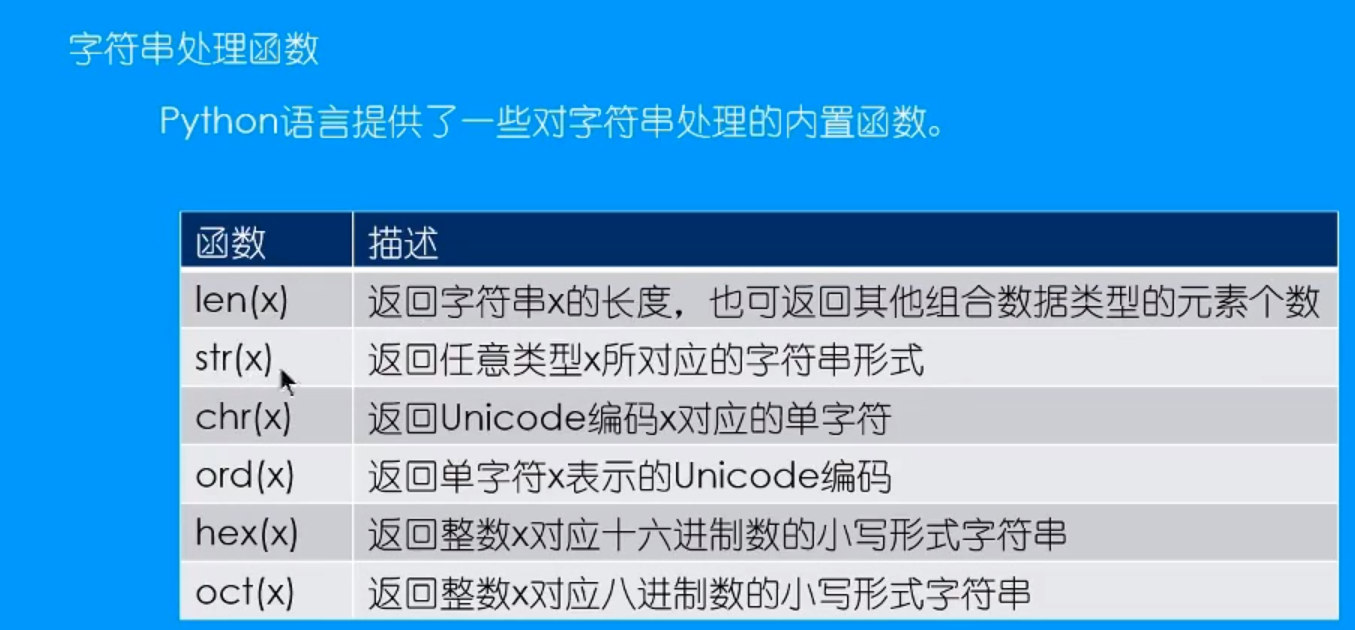 字符串处理函数
Python语言提供了一些对字符串处理的内置函数。
函数 描述
len(x) 返回字符串x的长度，也可返回其他组合数据类型的元素个数
str(x) 返回任意类型x所对应的字符串形式
chr(x) 返回Unicode编码x对应的单字符
ord(x) 返回单字符x表示的Unicode编码
hex(x) 返回整数x对应十六进制数的小写形式字符串
oct(x) 返回整数x对应八进制数的小写形式字符串